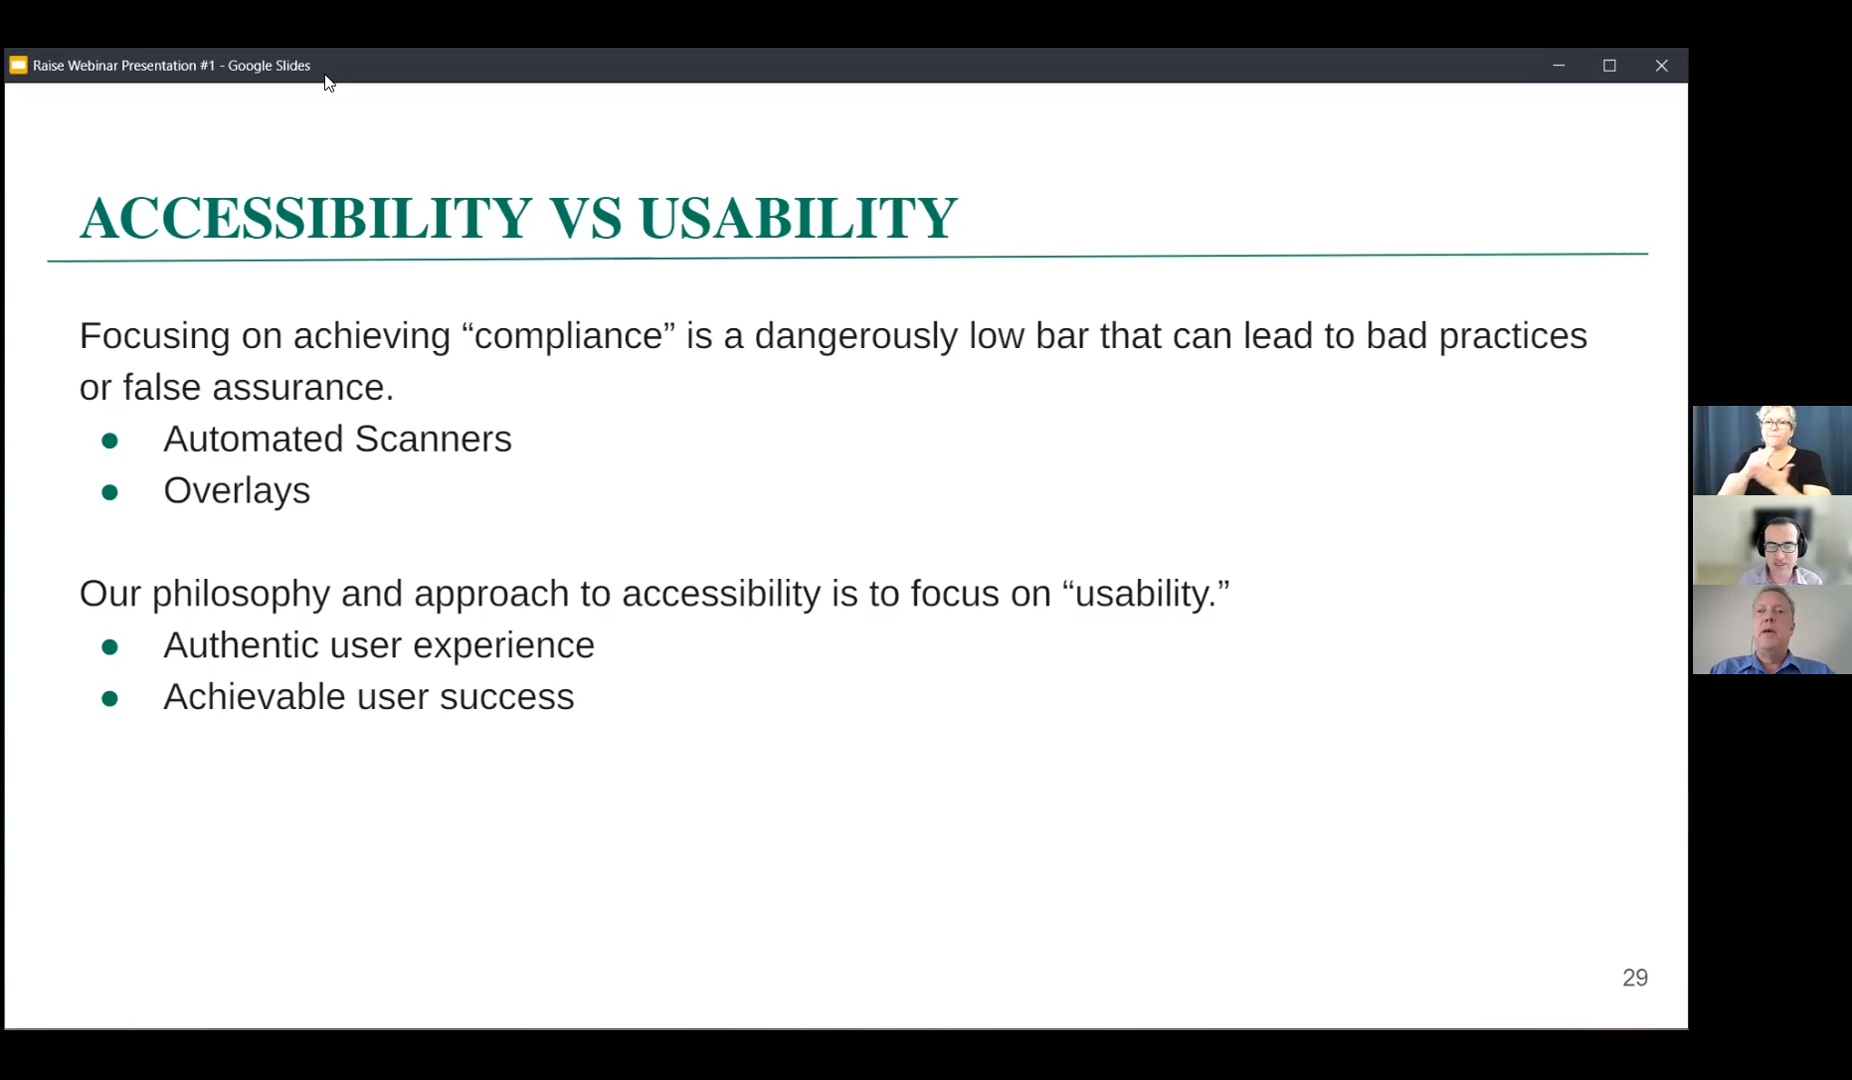 Raise Webinar Presentation #1 - Google Slides
ACCESSIBILITY VS USABILITY
Focusing on achieving “compliance” is a dangerously low bar that can lead to bad practices
or false assurance.
● Automated Scanners
● Overlays
Our philosophy and approach to accessibility is to focus on “usability.”
● Authentic user experience
● Achievable user success
29